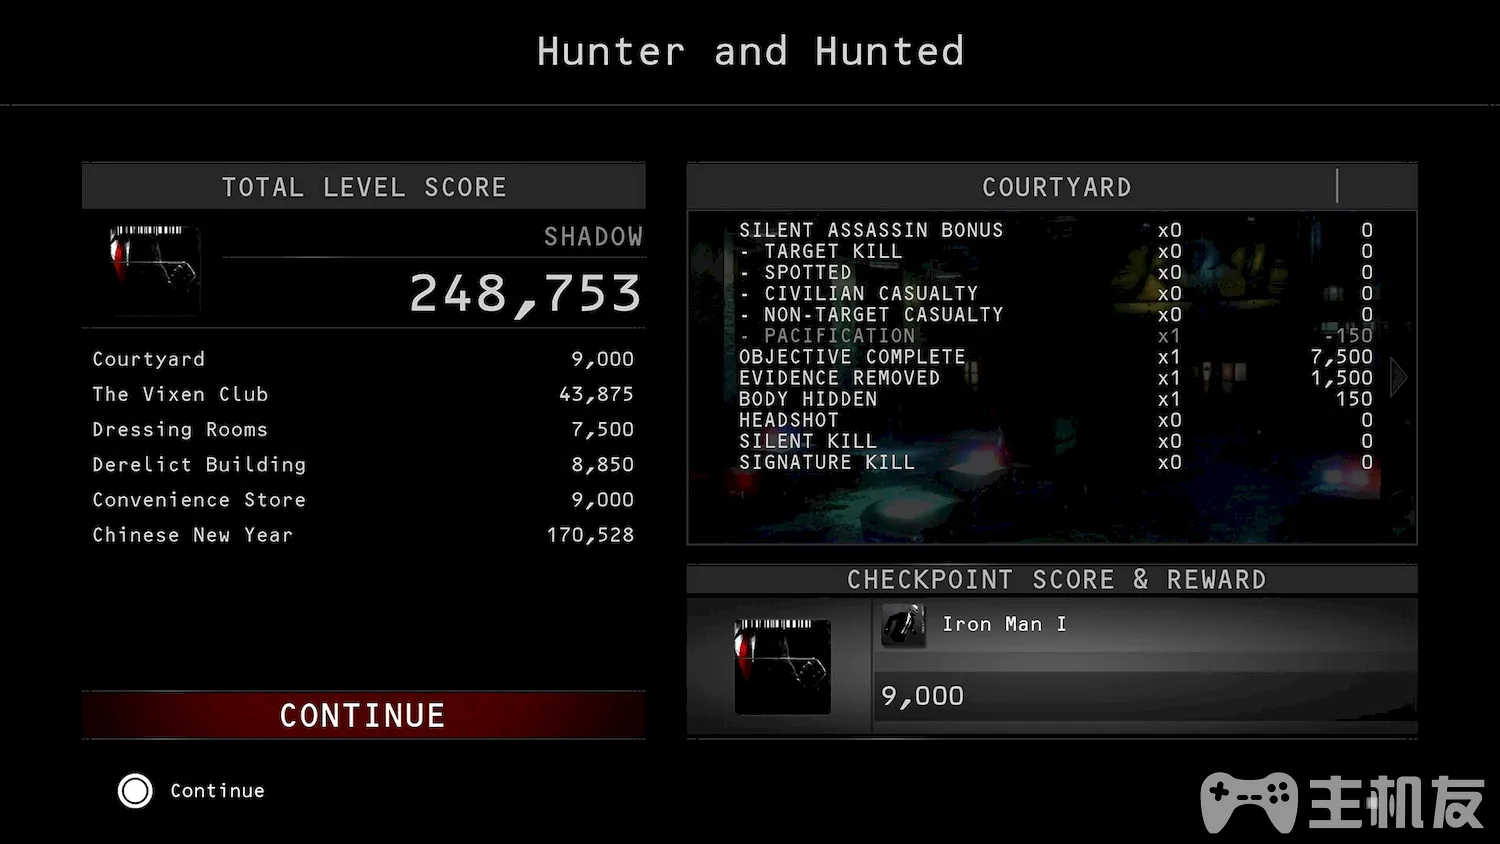 Hunter and Hunted
TOTAL LEVEL SCORE
SHADOW
248,753
Courtyard 9,000
The Vixen Club 43,875
Dressing Rooms 7,500
Derelict Building 8,850
Convenience Store 9,000
Chinese New Year 170,528
CONTINUE
Continue
COURTYARD
SILENT ASSASSIN BONUS x0 0
- TARGET KILL x0 0
- SPOTTED x0 0
- CIVILIAN CASUALTY x0 0
- NON-TARGET CASUALTY x0 0
- PACIFICATION x1 -150
OBJECTIVE COMPLETE x1 7,500
EVIDENCE REMOVED x1 1,500
BODY HIDDEN x1 150
HEADSHOT x0 0
SILENT KILL x0 0
SIGNATURE KILL x0 0
CHECKPOINT SCORE & REWARD
Iron Man I
9,000
主机友